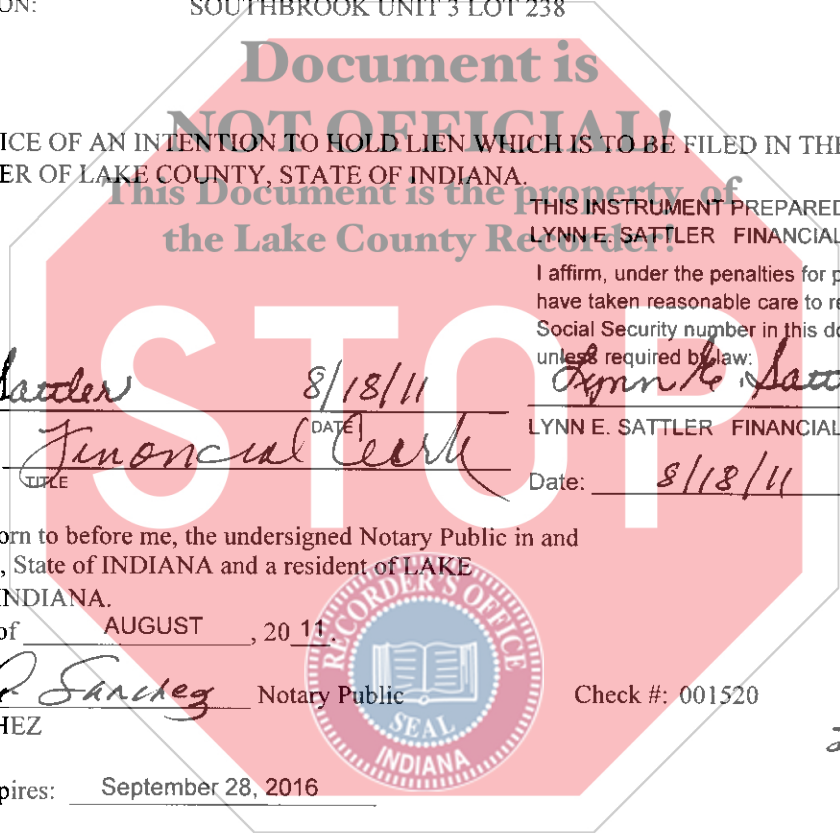 ON: SOUTHBROOK UNIT 3 LOT 238
Document is
NOT OFFICIAL!
ICE OF AN INTENTION TO HOLD LIEN WHICH IS TO BE FILED IN THE
ER OF LAKE COUNTY, STATE OF INDIANA.
This Document is the property of
the Lake County Recorder!
THIS INSTRUMENT PREPARED
LYNN E. SATTLER FINANCIAL
I affirm, under the penalties for p
have taken reasonable care to re
Social Security number in this do
unless required by law:
STOP
Sattler 8/18/11
DATE
Financial Clerk
TITLE
Lynn E. Satt
LYNN E. SATTLER FINANCIAL
Date: 8/18/11
orn to before me, the undersigned Notary Public in and
, State of INDIANA and a resident of LAKE
INDIANA.
of AUGUST , 20 11.
Sanchez Notary Public
HEZ
Check #: 001520
RECORDER'S OFFICE
SEAL
INDIANA
pires: September 28, 2016